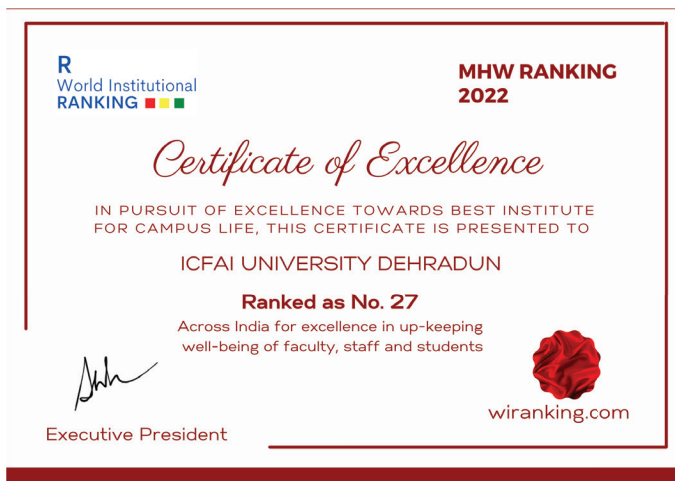 R
World Institutional
RANKING
MHW RANKING
2022
Certificate of Excellence
IN PURSUIT OF EXCELLENCE TOWARDS BEST INSTITUTE
FOR CAMPUS LIFE, THIS CERTIFICATE IS PRESENTED TO
ICFAI UNIVERSITY DEHRADUN
Ranked as No. 27
Across India for excellence in up-keeping
well-being of faculty, staff and students
wiranking.com
Executive President